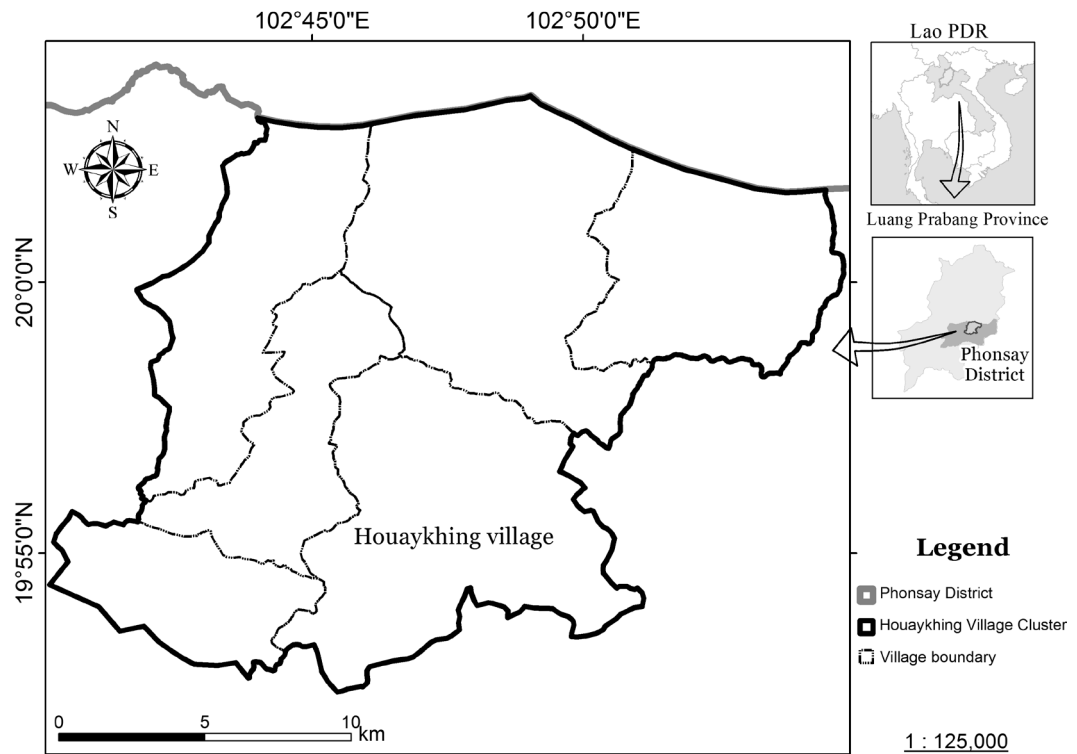 102°45'0"E
102°50'0"E
20°0'0"N
19°55'0"N
N
W
E
S
Houaykhing village
0
5
10
km
Lao PDR
Luang Prabang Province
Phonsay
District
Legend
Phonsay District
Houaykhing Village Cluster
Village boundary
1 : 125,000